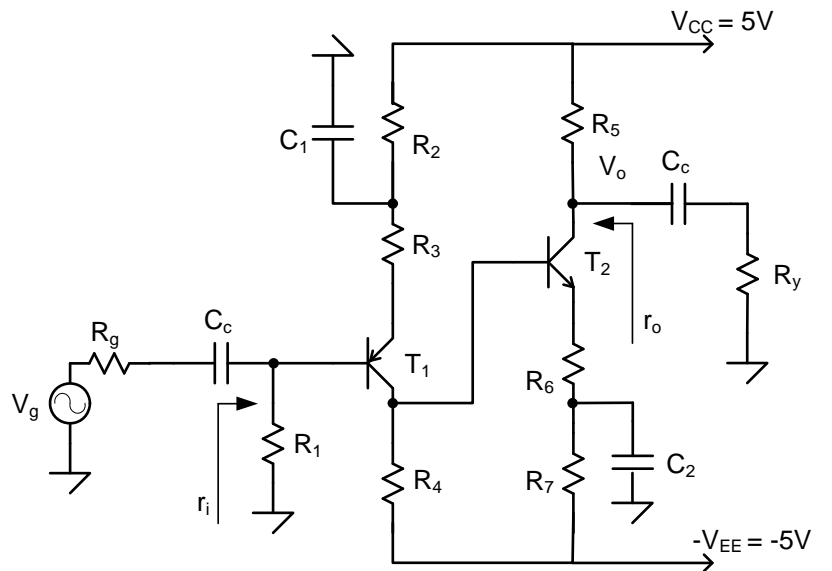 V_CC = 5V
C_1
R_2
R_5
V_o
C_c
R_3
T_2
R_y
r_o
R_g
C_c
T_1
R_6
V_g
r_i
R_1
R_4
R_7
C_2
-V_EE = -5V